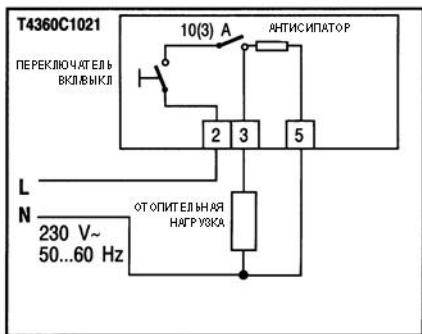 T4360C1021
10(3) A
АНТИСИПАТОР
ПЕРЕКЛЮЧАТЕЛЬ
ВКЛ/ВЫКЛ
2 3 5
L
N
230 V~
50...60 Hz
ОТОПИТЕЛЬНАЯ
НАГРУЗКА